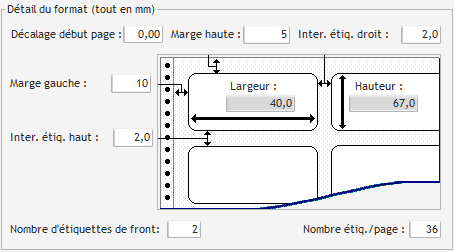 Détail du format (tout en mm)
Décalage début page : 0,00 Marge haute : 5 Inter. étiq. droit : 2,0
Marge gauche : 10
Largeur : Hauteur :
40,0 67,0
Inter. étiq. haut : 2,0
Nombre d'étiquettes de front: 2 Nombre étiq./page : 36